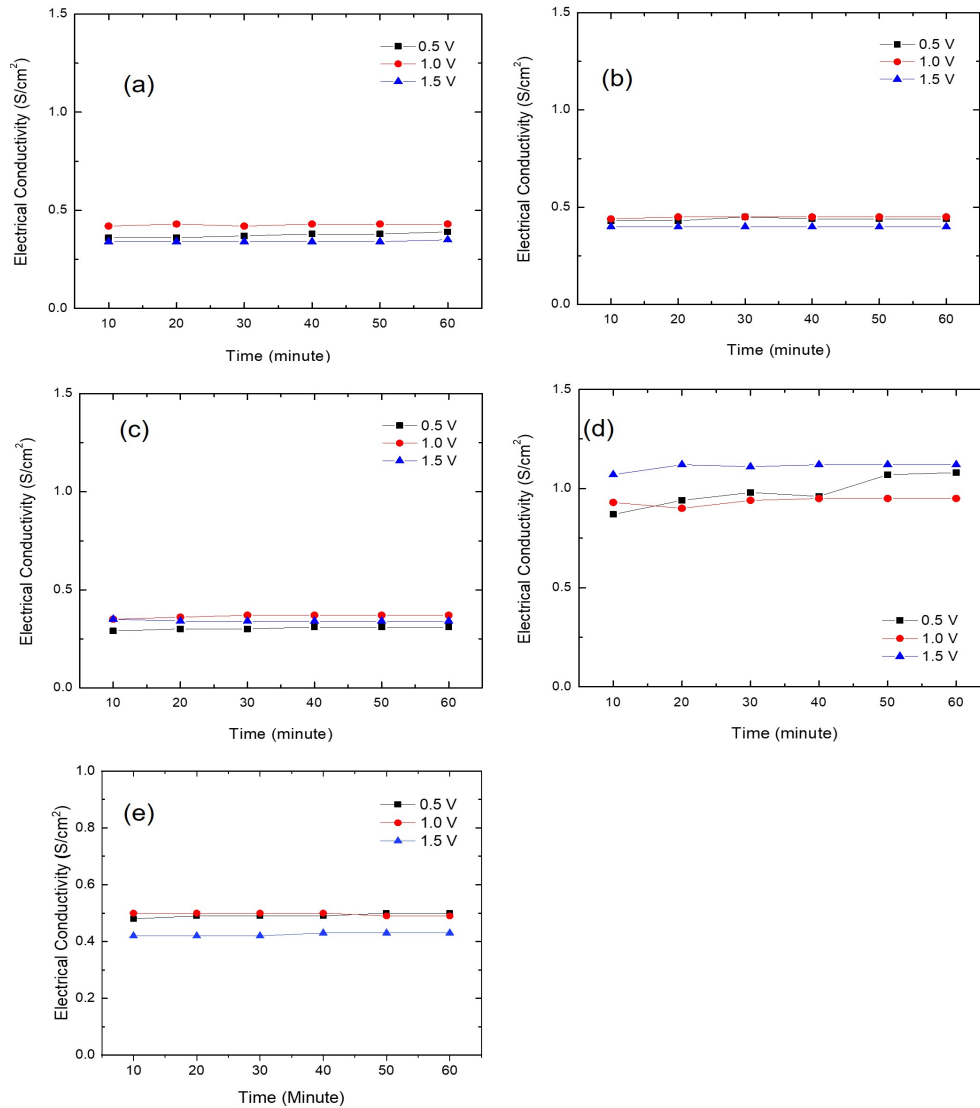 1.5
1.0
0.5
0.0
Electrical Conductivity (S/cm²)
(a)
0.5 V
1.0 V
1.5 V
10 20 30 40 50 60
Time (minute)
1.5
1.0
0.5
0.0
Electrical Conductivity (S/cm²)
(b)
0.5 V
1.0 V
1.5 V
10 20 30 40 50 60
Time (minute)
1.5
1.0
0.5
0.0
Electrical Conductivity (S/cm²)
(c)
0.5 V
1.0 V
1.5 V
10 20 30 40 50 60
Time (minute)
1.5
1.0
0.5
0.0
Electrical Conductivity (S/cm²)
(d)
0.5 V
1.0 V
1.5 V
10 20 30 40 50 60
Time (minute)
1.0
0.8
0.6
0.4
0.2
0.0
Electrical Conductivity (S/cm²)
(e)
0.5 V
1.0 V
1.5 V
10 20 30 40 50 60
Time (Minute)